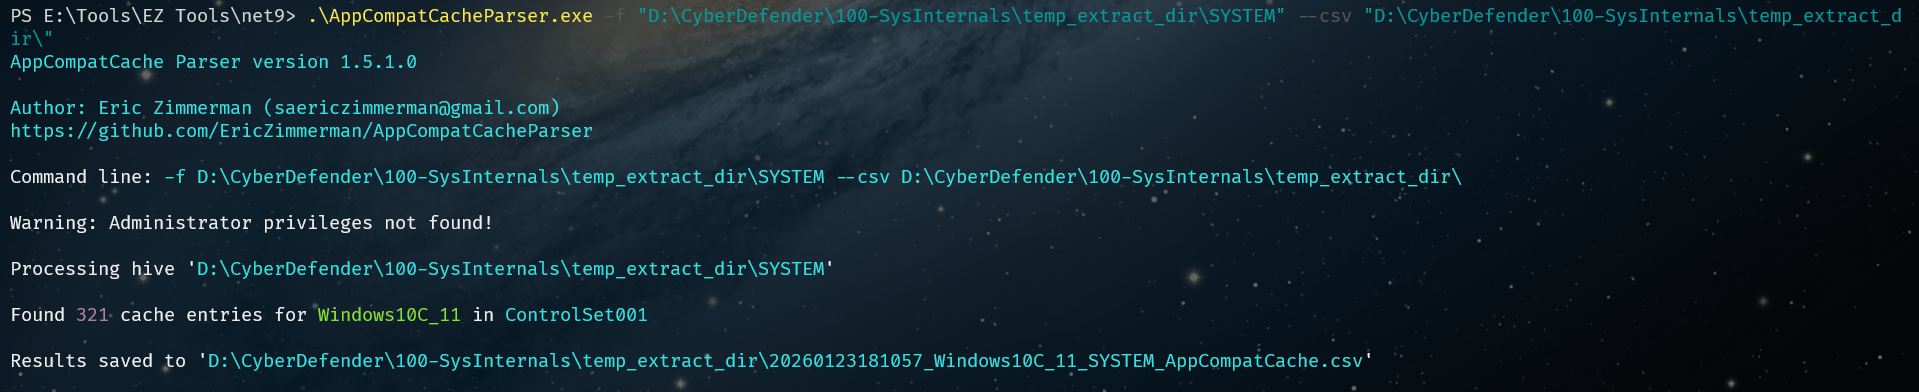 PS E:\Tools\EZ Tools\net9> .\AppCompatCacheParser.exe -f "D:\CyberDefender\100-SysInternals\temp_extract_dir\SYSTEM" --csv "D:\CyberDefender\100-SysInternals\temp_extract_d
ir\"
AppCompatCache Parser version 1.5.1.0
Author: Eric Zimmerman (saericzimmerman@gmail.com)
https://github.com/EricZimmerman/AppCompatCacheParser
Command line: -f D:\CyberDefender\100-SysInternals\temp_extract_dir\SYSTEM --csv D:\CyberDefender\100-SysInternals\temp_extract_dir\
Warning: Administrator privileges not found!
Processing hive 'D:\CyberDefender\100-SysInternals\temp_extract_dir\SYSTEM'
Found 321 cache entries for Windows10C_11 in ControlSet001
Results saved to 'D:\CyberDefender\100-SysInternals\temp_extract_dir\20260123181057_Windows10C_11_SYSTEM_AppCompatCache.csv'